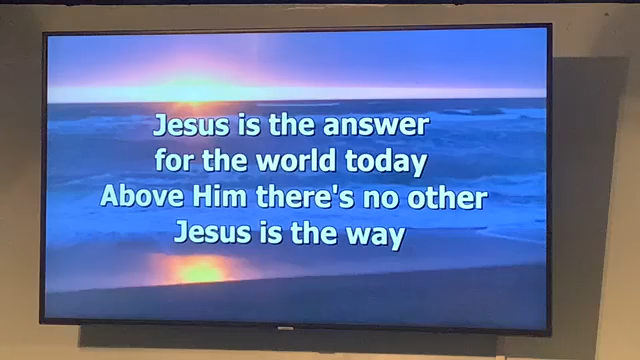 Jesus is the answer
for the world today
Above Him there's no other
Jesus is the way